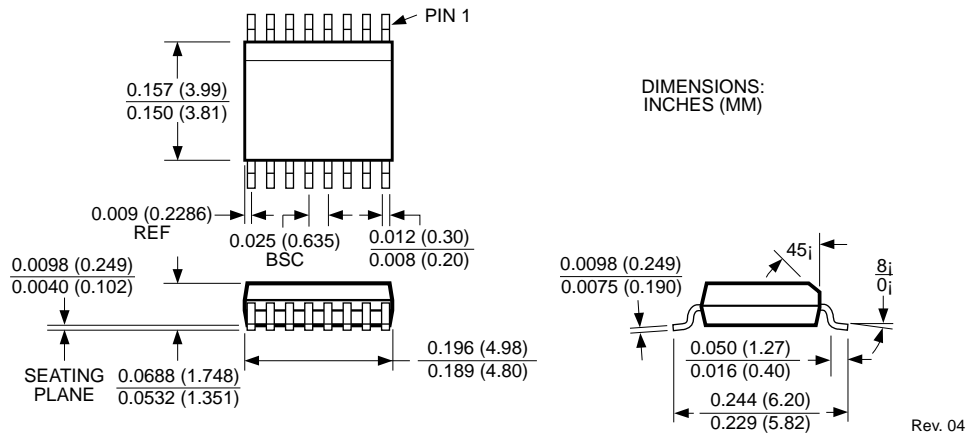 PIN 1
DIMENSIONS:
INCHES (MM)
0.157 (3.99)
0.150 (3.81)
0.009 (0.2286)
REF
0.025 (0.635)
BSC
0.012 (0.30)
0.008 (0.20)
0.0098 (0.249)
0.0040 (0.102)
SEATING
PLANE
0.0688 (1.748)
0.0532 (1.351)
0.196 (4.98)
0.189 (4.80)
0.0098 (0.249)
0.0075 (0.190)
45¡
8¡
0¡
0.050 (1.27)
0.016 (0.40)
0.244 (6.20)
0.229 (5.82)
Rev. 04